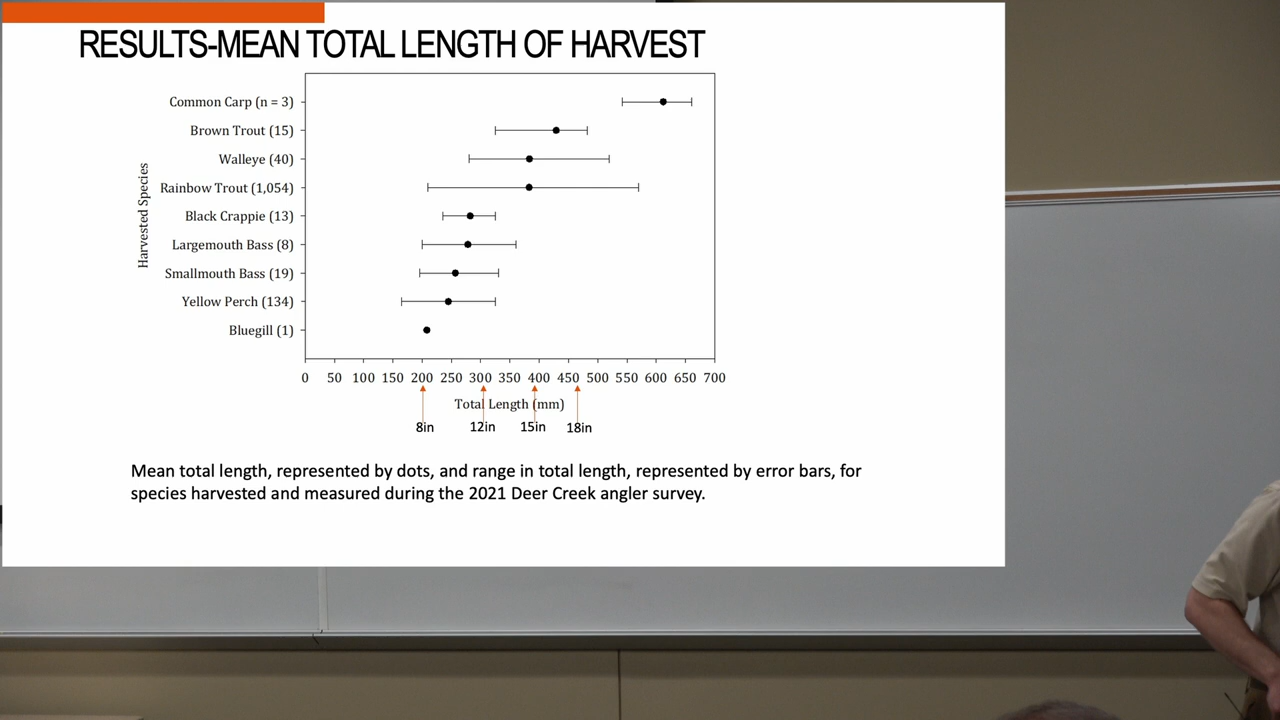 RESULTS-MEAN TOTAL LENGTH OF HARVEST
Harvested Species
Common Carp (n = 3)
Brown Trout (15)
Walleye (40)
Rainbow Trout (1,054)
Black Crappie (13)
Largemouth Bass (8)
Smallmouth Bass (19)
Yellow Perch (134)
Bluegill (1)
0 50 100 150 200 250 300 350 400 450 500 550 600 650 700
Total Length (mm)
8in 12in 15in 18in
Mean total length, represented by dots, and range in total length, represented by error bars, for
species harvested and measured during the 2021 Deer Creek angler survey.